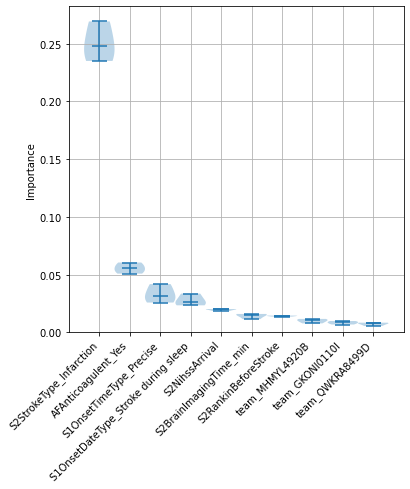 0.25
0.20
0.15
0.10
0.05
0.00
Importance
S2StrokeType_Infarction
AFAnticoagulent_Yes
S1OnsetTimeType_Precise
S1OnsetDateType_Stroke during sleep
S2NihssArrival
S2BrainImagingTime_min
S2RankinBeforeStroke
team_MHMYL4920B
team_GKONI0110I
team_QWKRA8499D